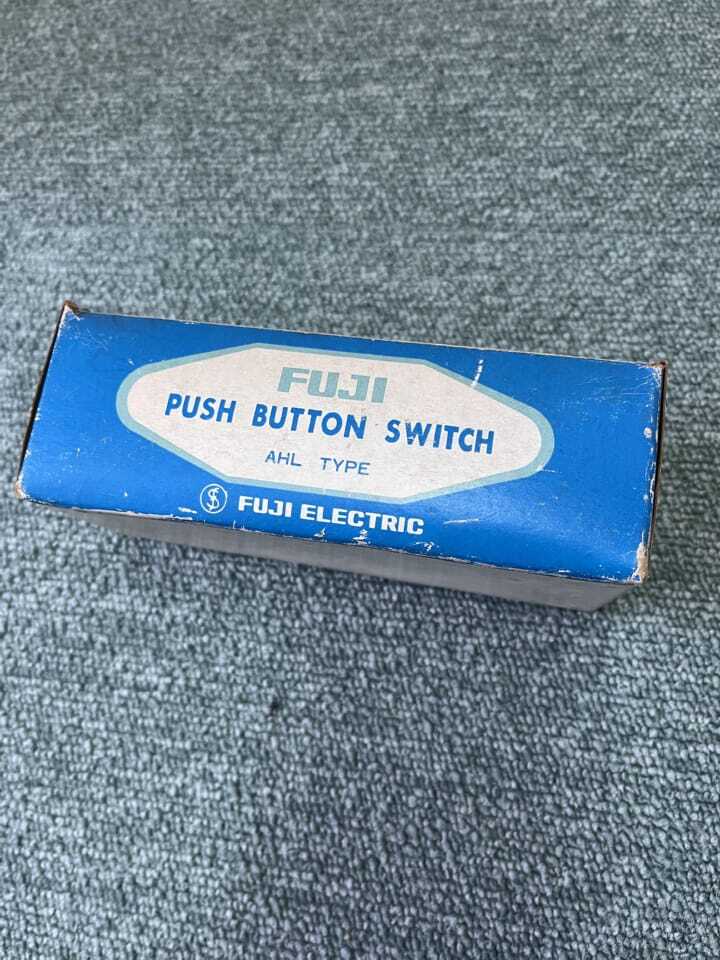 FUJI
PUSH BUTTON SWITCH
AHL TYPE
FUJI ELECTRIC